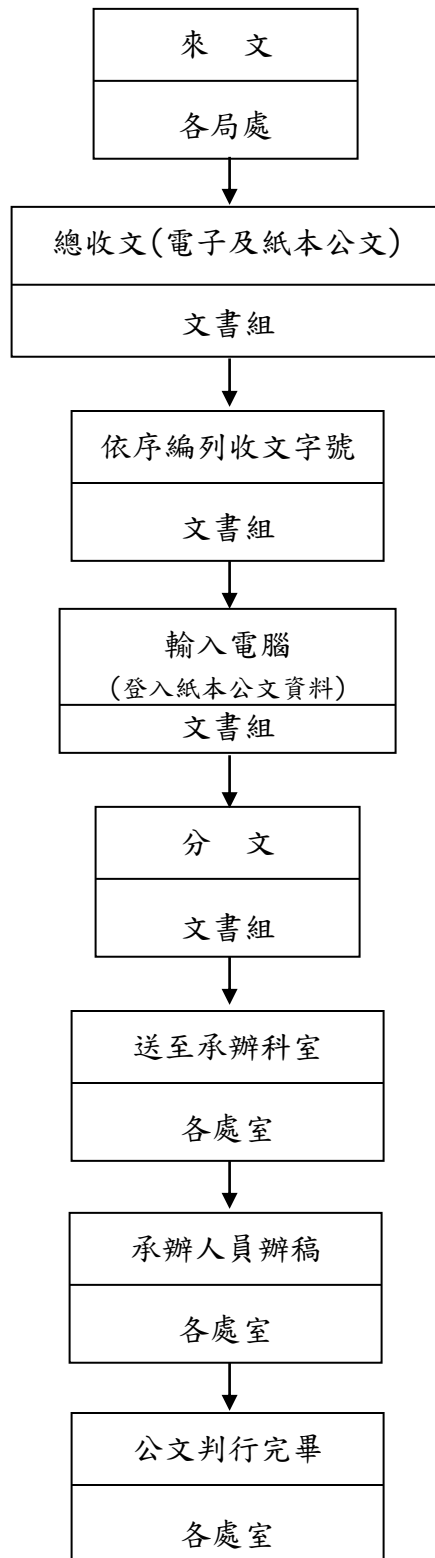 來　文
各局處
總收文(電子及紙本公文)
文書組
依序編列收文字號
文書組
輸入電腦
(登入紙本公文資料)
文書組
分　文
文書組
送至承辦科室
各處室
承辦人員辦稿
各處室
公文判行完畢
各處室